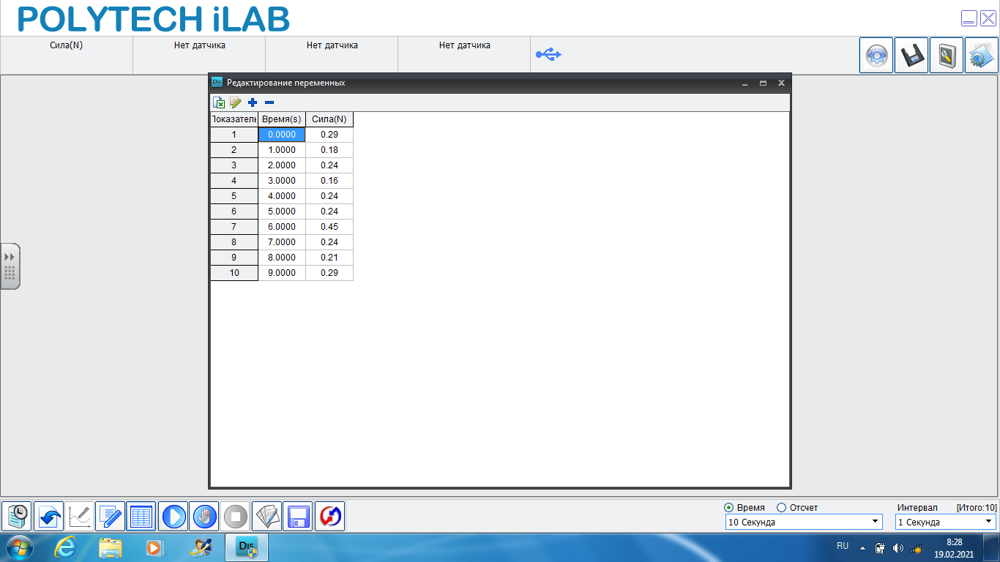 POLYTECH iLAB
Сила(N) Нет датчика Нет датчика Нет датчика
Dis Редактирование переменных
Показатель Время(s) Сила(N)
1 0.0000 0.29
2 1.0000 0.18
3 2.0000 0.24
4 3.0000 0.16
5 4.0000 0.24
6 5.0000 0.24
7 6.0000 0.45
8 7.0000 0.24
9 8.0000 0.21
10 9.0000 0.29
Время Отсчет Интервал [Итого:10]
10 Секунда 1 Секунда
Dis RU 8:28
19.02.2021